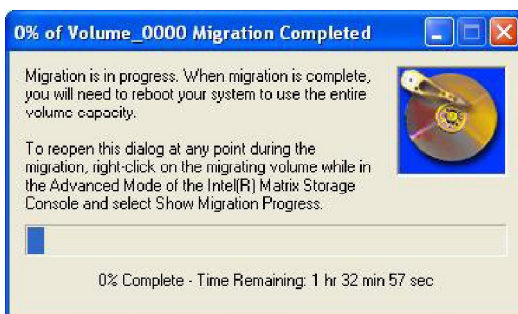 0% of Volume_0000 Migration Completed
Migration is in progress. When migration is complete,
you will need to reboot your system to use the entire
volume capacity.
To reopen this dialog at any point during the
migration, right-click on the migrating volume while in
the Advanced Mode of the Intel(R) Matrix Storage
Console and select Show Migration Progress.
0% Complete - Time Remaining: 1 hr 32 min 57 sec